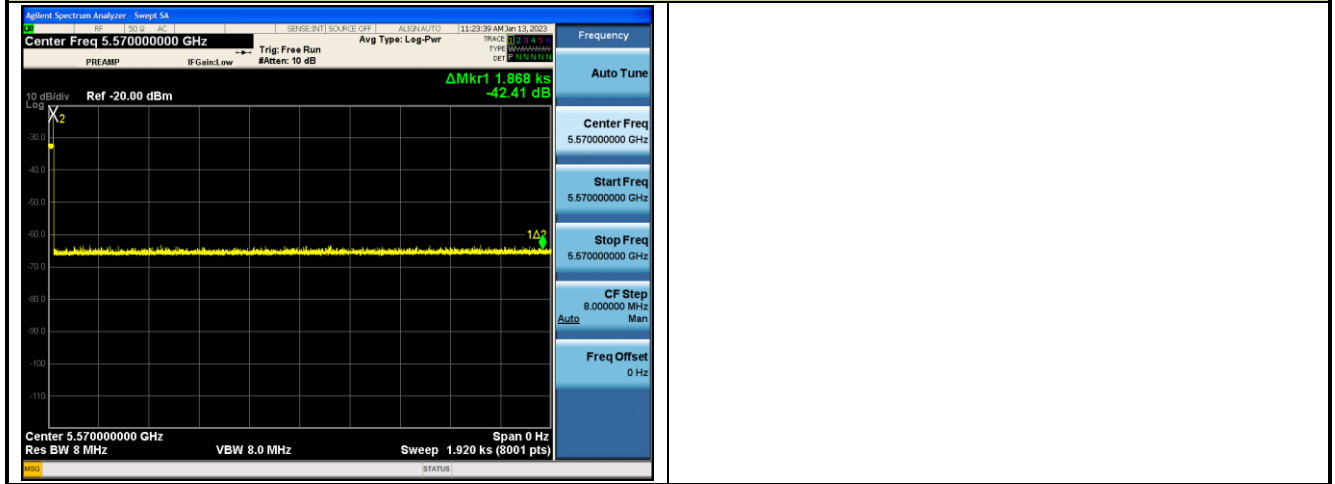 Agilent Spectrum Analyzer - Swept SA
RF 50 Ω AC SENSE:INT SOURCE OFF ALIGN AUTO 11:23:39 AM Jan 13, 2023
Center Freq 5.570000000 GHz
PREAMP IFGain:Low
Trig: Free Run
#Atten: 10 dB
Avg Type: Log-Pwr
TRACE 1 2 3 4 5 6
TYPE
DET P N N N N N
ΔMkr1 1.868 ks
-42.41 dB
10 dB/div Ref -20.00 dBm
Log
X2
-30.0
-40.0
-50.0
-60.0
1Δ2
-70.0
-80.0
-90.0
-100
-110
Center 5.570000000 GHz Span 0 Hz
Res BW 8 MHz VBW 8.0 MHz Sweep 1.920 ks (8001 pts)
MSG STATUS
Frequency
Auto Tune
Center Freq
5.570000000 GHz
Start Freq
5.570000000 GHz
Stop Freq
5.570000000 GHz
CF Step
8.000000 MHz
Auto Man
Freq Offset
0 Hz